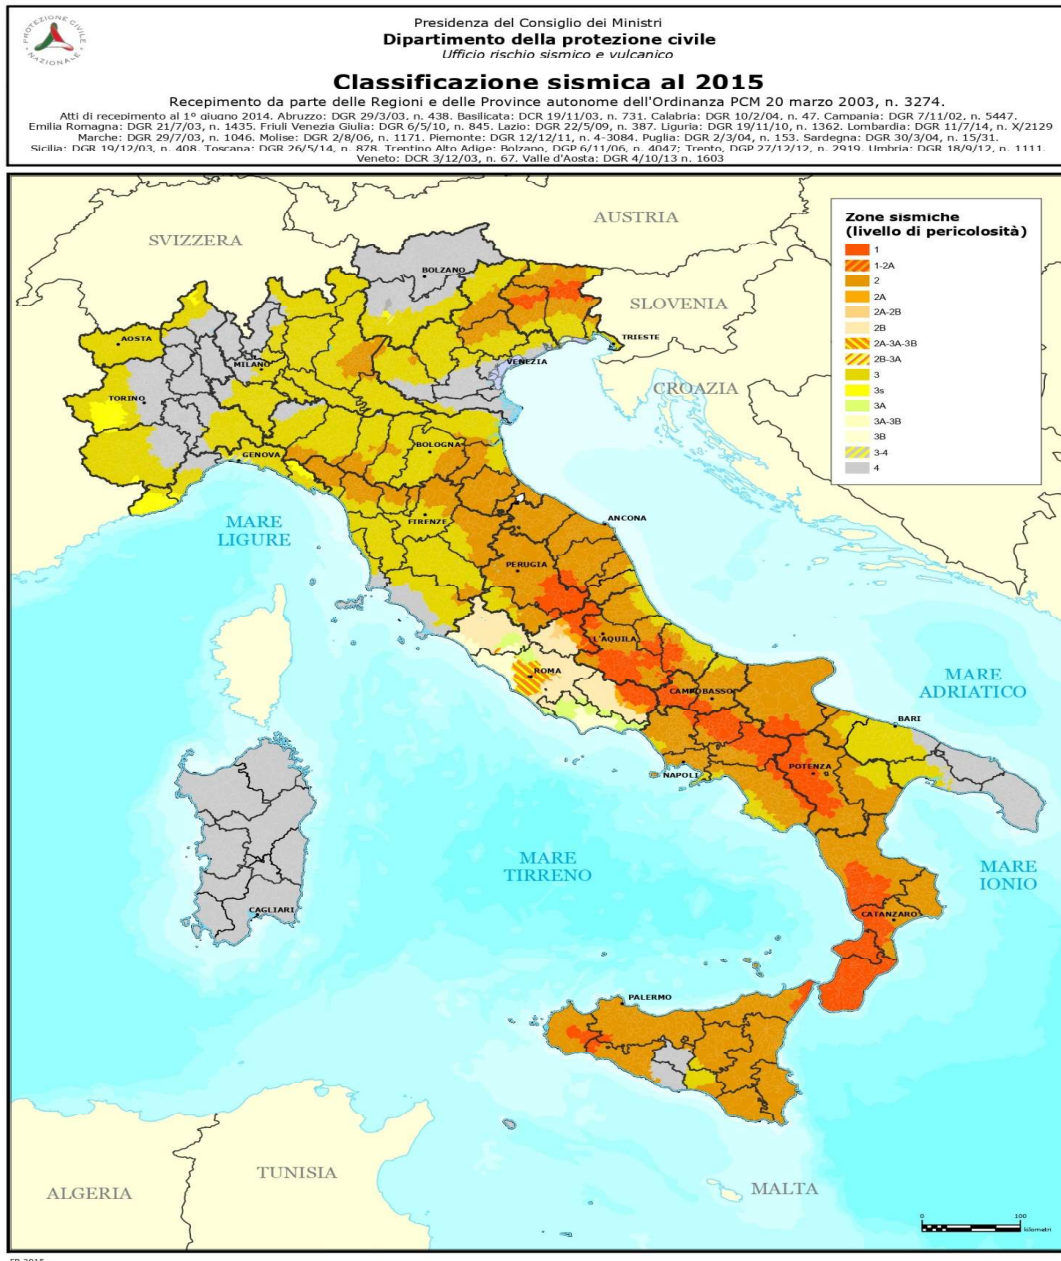 PROTEZIONE CIVILE
NAZIONALE
Presidenza del Consiglio dei Ministri
Dipartimento della protezione civile
Ufficio rischio sismico e vulcanico
Classificazione sismica al 2015
Recepimento da parte delle Regioni e delle Province autonome dell'Ordinanza PCM 20 marzo 2003, n. 3274.
Atti di recepimento al 1° giugno 2014. Abruzzo: DGR 29/3/03, n. 438. Basilicata: DCR 19/11/03, n. 731. Calabria: DGR 10/2/04, n. 47. Campania: DGR 7/11/02, n. 5447.
Emilia Romagna: DGR 21/7/03, n. 1435. Friuli Venezia Giulia: DGR 6/5/10, n. 845. Lazio: DGR 22/5/09, n. 387. Liguria: DGR 19/11/10, n. 1362. Lombardia: DGR 11/7/14, n. X/2129
Marche: DGR 29/7/03, n. 1046. Molise: DGR 2/8/06, n. 1171. Piemonte: DGR 12/12/11, n. 4-3084. Puglia: DGR 2/3/04, n. 153. Sardegna: DGR 30/3/04, n. 15/31.
Sicilia: DGR 19/12/03, n. 408. Toscana: DGR 26/5/14, n. 878. Trentino Alto Adige: Bolzano, DGP 6/11/06, n. 4047; Trento, DGP 27/12/12, n. 2919. Umbria: DGR 18/9/12, n. 1111.
Veneto: DCR 3/12/03, n. 67. Valle d'Aosta: DGR 4/10/13 n. 1603
Zone sismiche
(livello di pericolosità)
1
1-2A
2
2A
2A-2B
2B
2A-3A-3B
2B-3A
3
3s
3A
3A-3B
3B
3-4
4
AUSTRIA
SVIZZERA
BOLZANO
SLOVENIA
AOSTA
TRIESTE
MILANO
VENEZIA
CROAZIA
TORINO
BOLOGNA
GENOVA
MARE
LIGURE
FIRENZE
ANCONA
PERUGIA
L'AQUILA
ROMA
MARE
ADRIATICO
CAMPOBASSO
BARI
NAPOLI
POTENZA
MARE
TIRRENO
MARE
IONIO
CAGLIARI
CATANZARO
PALERMO
TUNISIA
ALGERIA
MALTA
0 100
kilometri